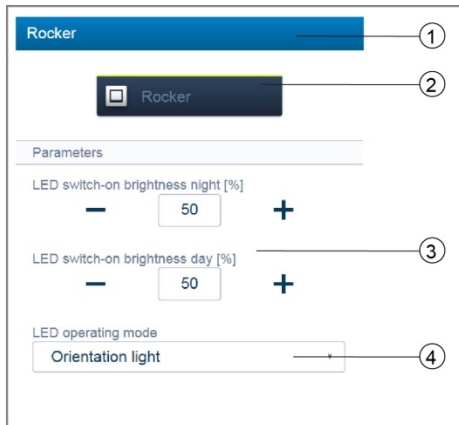 Rocker
1
2
Rocker
Parameters
LED switch-on brightness night [%]
50
3
LED switch-on brightness day [%]
50
LED operating mode
Orientation light
4